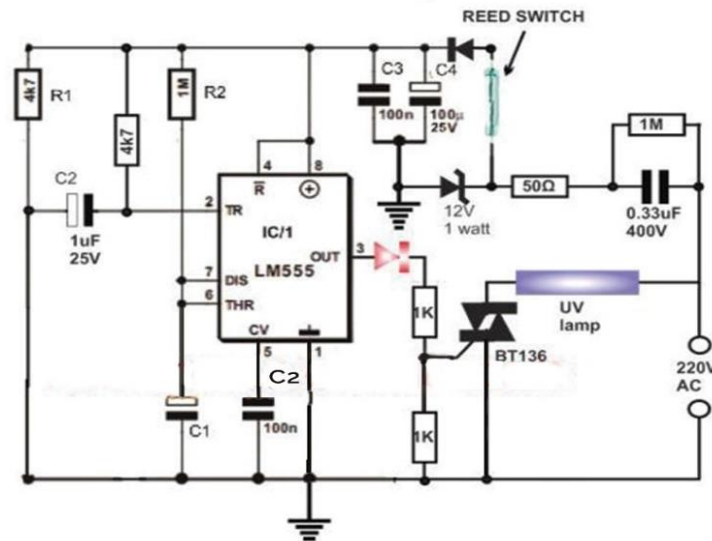 REED SWITCH
4k7
R1
1M
R2
C3
C4
100n
100µ
25V
1M
4k7
C2
1uF
25V
4
8
R
2
TR
IC/1
LM555
OUT
3
7
DIS
6
THR
CV
5
1
12V
1 watt
50Ω
0.33uF
400V
UV
lamp
1K
BT136
220V
AC
C1
C2
100n
1K